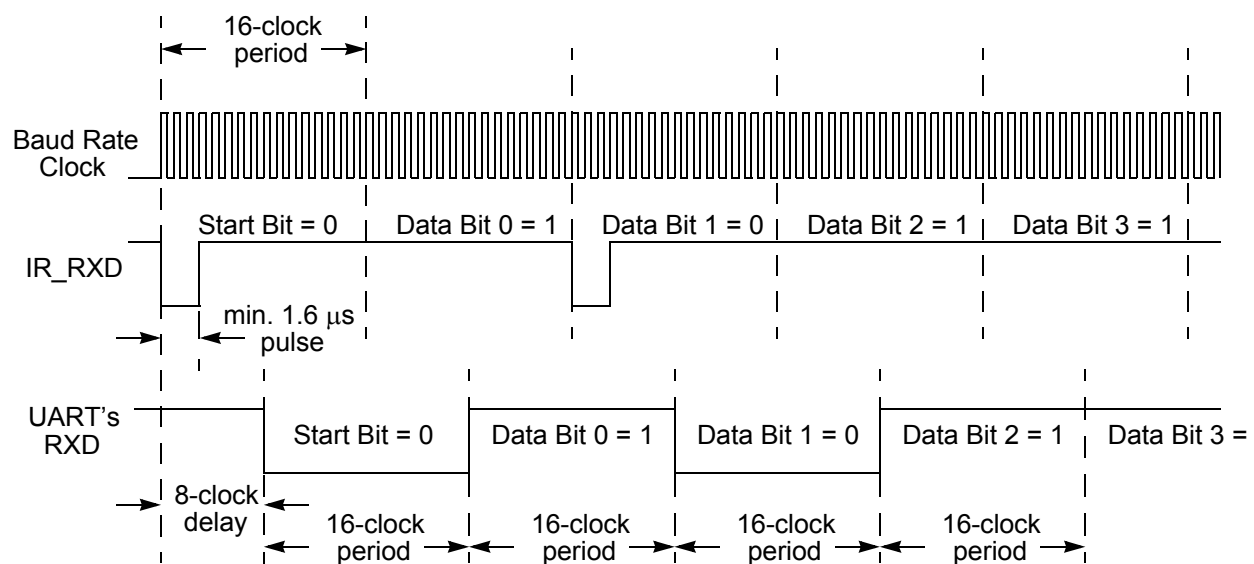 16-clock
period
Baud Rate
Clock
Start Bit = 0
Data Bit 0 = 1
Data Bit 1 = 0
Data Bit 2 = 1
Data Bit 3 = 1
IR_RXD
min. 1.6 μs
pulse
UART's
RXD
Start Bit = 0
Data Bit 0 = 1
Data Bit 1 = 0
Data Bit 2 = 1
Data Bit 3 =
8-clock
delay
16-clock
period
16-clock
period
16-clock
period
16-clock
period